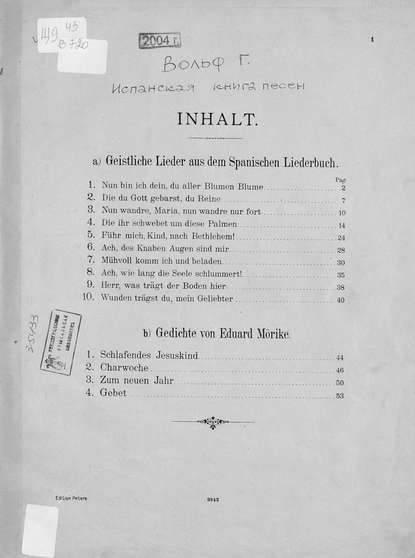 Щ9 43
В 720
2004 г.
1
Вольф Г.
Испанская книга песен
INHALT.
a) Geistliche Lieder aus dem Spanischen Liederbuch.
Pag
1. Nun bin ich dein, du aller Blumen Blume 2
2. Die du Gott gebarst, du Reine 7
3. Nun wandre, Maria, nun wandre nur fort 10
4. Die ihr schwebet um diese Palmen 14
5. Führ mich, Kind, nach Bethlehem! 24
6. Ach, des Knaben Augen sind mir 28
7. Mühvoll komm ich und beladen 30
8. Ach, wie lang die Seele schlummert! 35
9. Herr, was trägt der Boden hier 38
10. Wunden trägst du, mein Geliebter 40
b) Gedichte von Eduard Mörike.
1. Schlafendes Jesuskind 44
2. Charwoche 46
3. Zum neuen Jahr 50
4. Gebet 53
Edition Peters